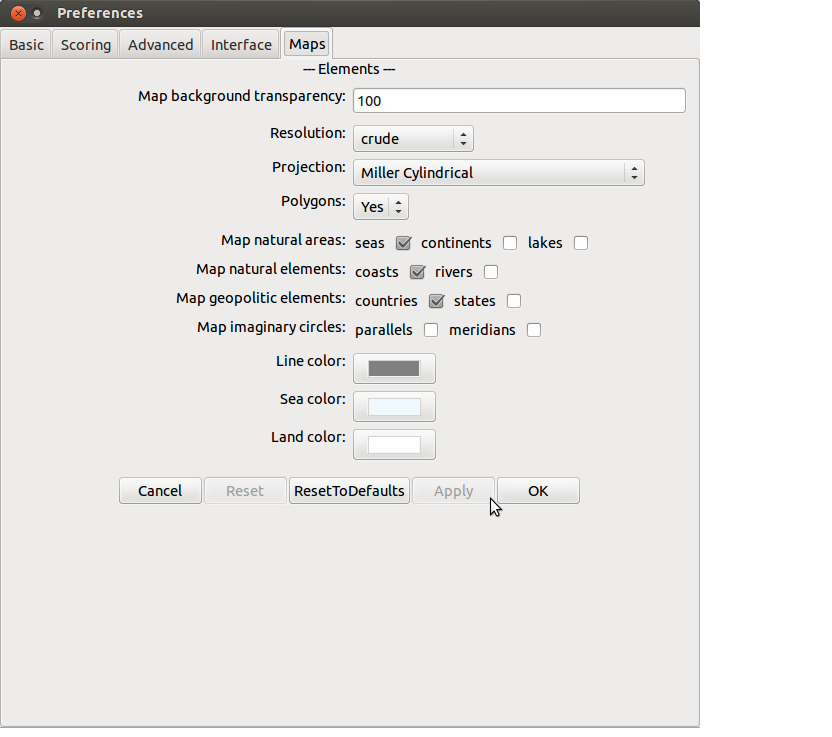 Preferences
Basic Scoring Advanced Interface Maps
--- Elements ---
Map background transparency: 100
Resolution: crude
Projection: Miller Cylindrical
Polygons: Yes
Map natural areas: seas continents lakes
Map natural elements: coasts rivers
Map geopolitic elements: countries states
Map imaginary circles: parallels meridians
Line color:
Sea color:
Land color:
Cancel Reset ResetToDefaults Apply OK